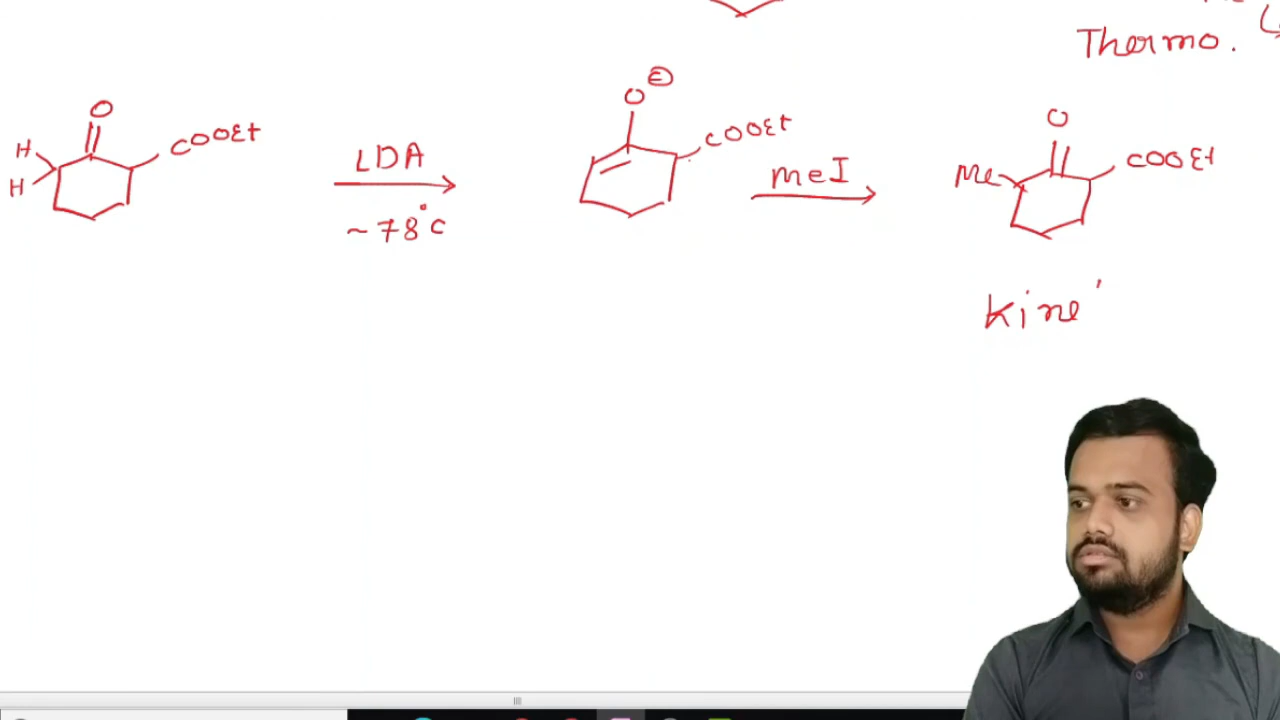 Thermo.
O
H
H
COOEt
LDA
~78°C
O ⊖
COOEt
MeI
O
Me
COOEt
Kine'